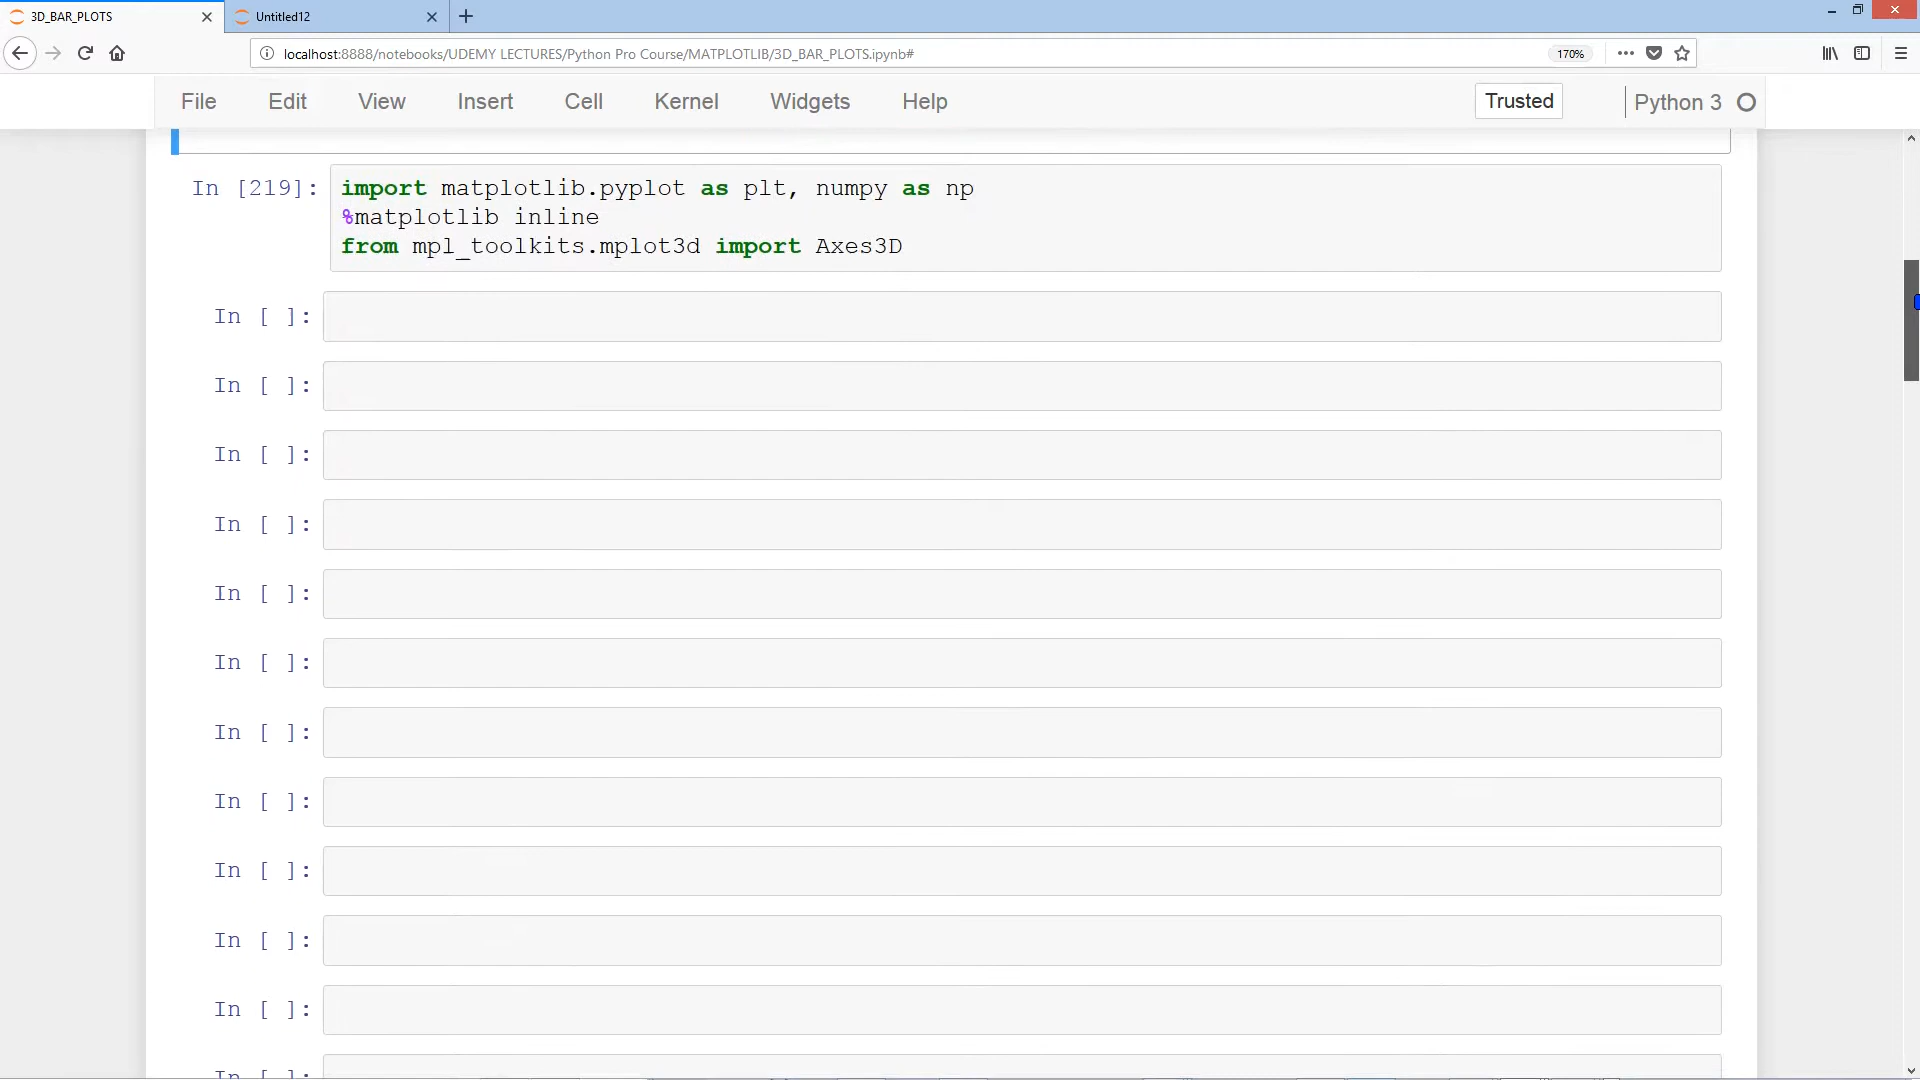 3D_BAR_PLOTS
Untitled12
localhost:8888/notebooks/UDEMY LECTURES/Python Pro Course/MATPLOTLIB/3D_BAR_PLOTS.ipynb#
170%
File Edit View Insert Cell Kernel Widgets Help Trusted Python 3
In [219]: import matplotlib.pyplot as plt, numpy as np
%matplotlib inline
from mpl_toolkits.mplot3d import Axes3D
In [ ]:
In [ ]:
In [ ]:
In [ ]:
In [ ]:
In [ ]:
In [ ]:
In [ ]:
In [ ]:
In [ ]:
In [ ]:
In [ ]: